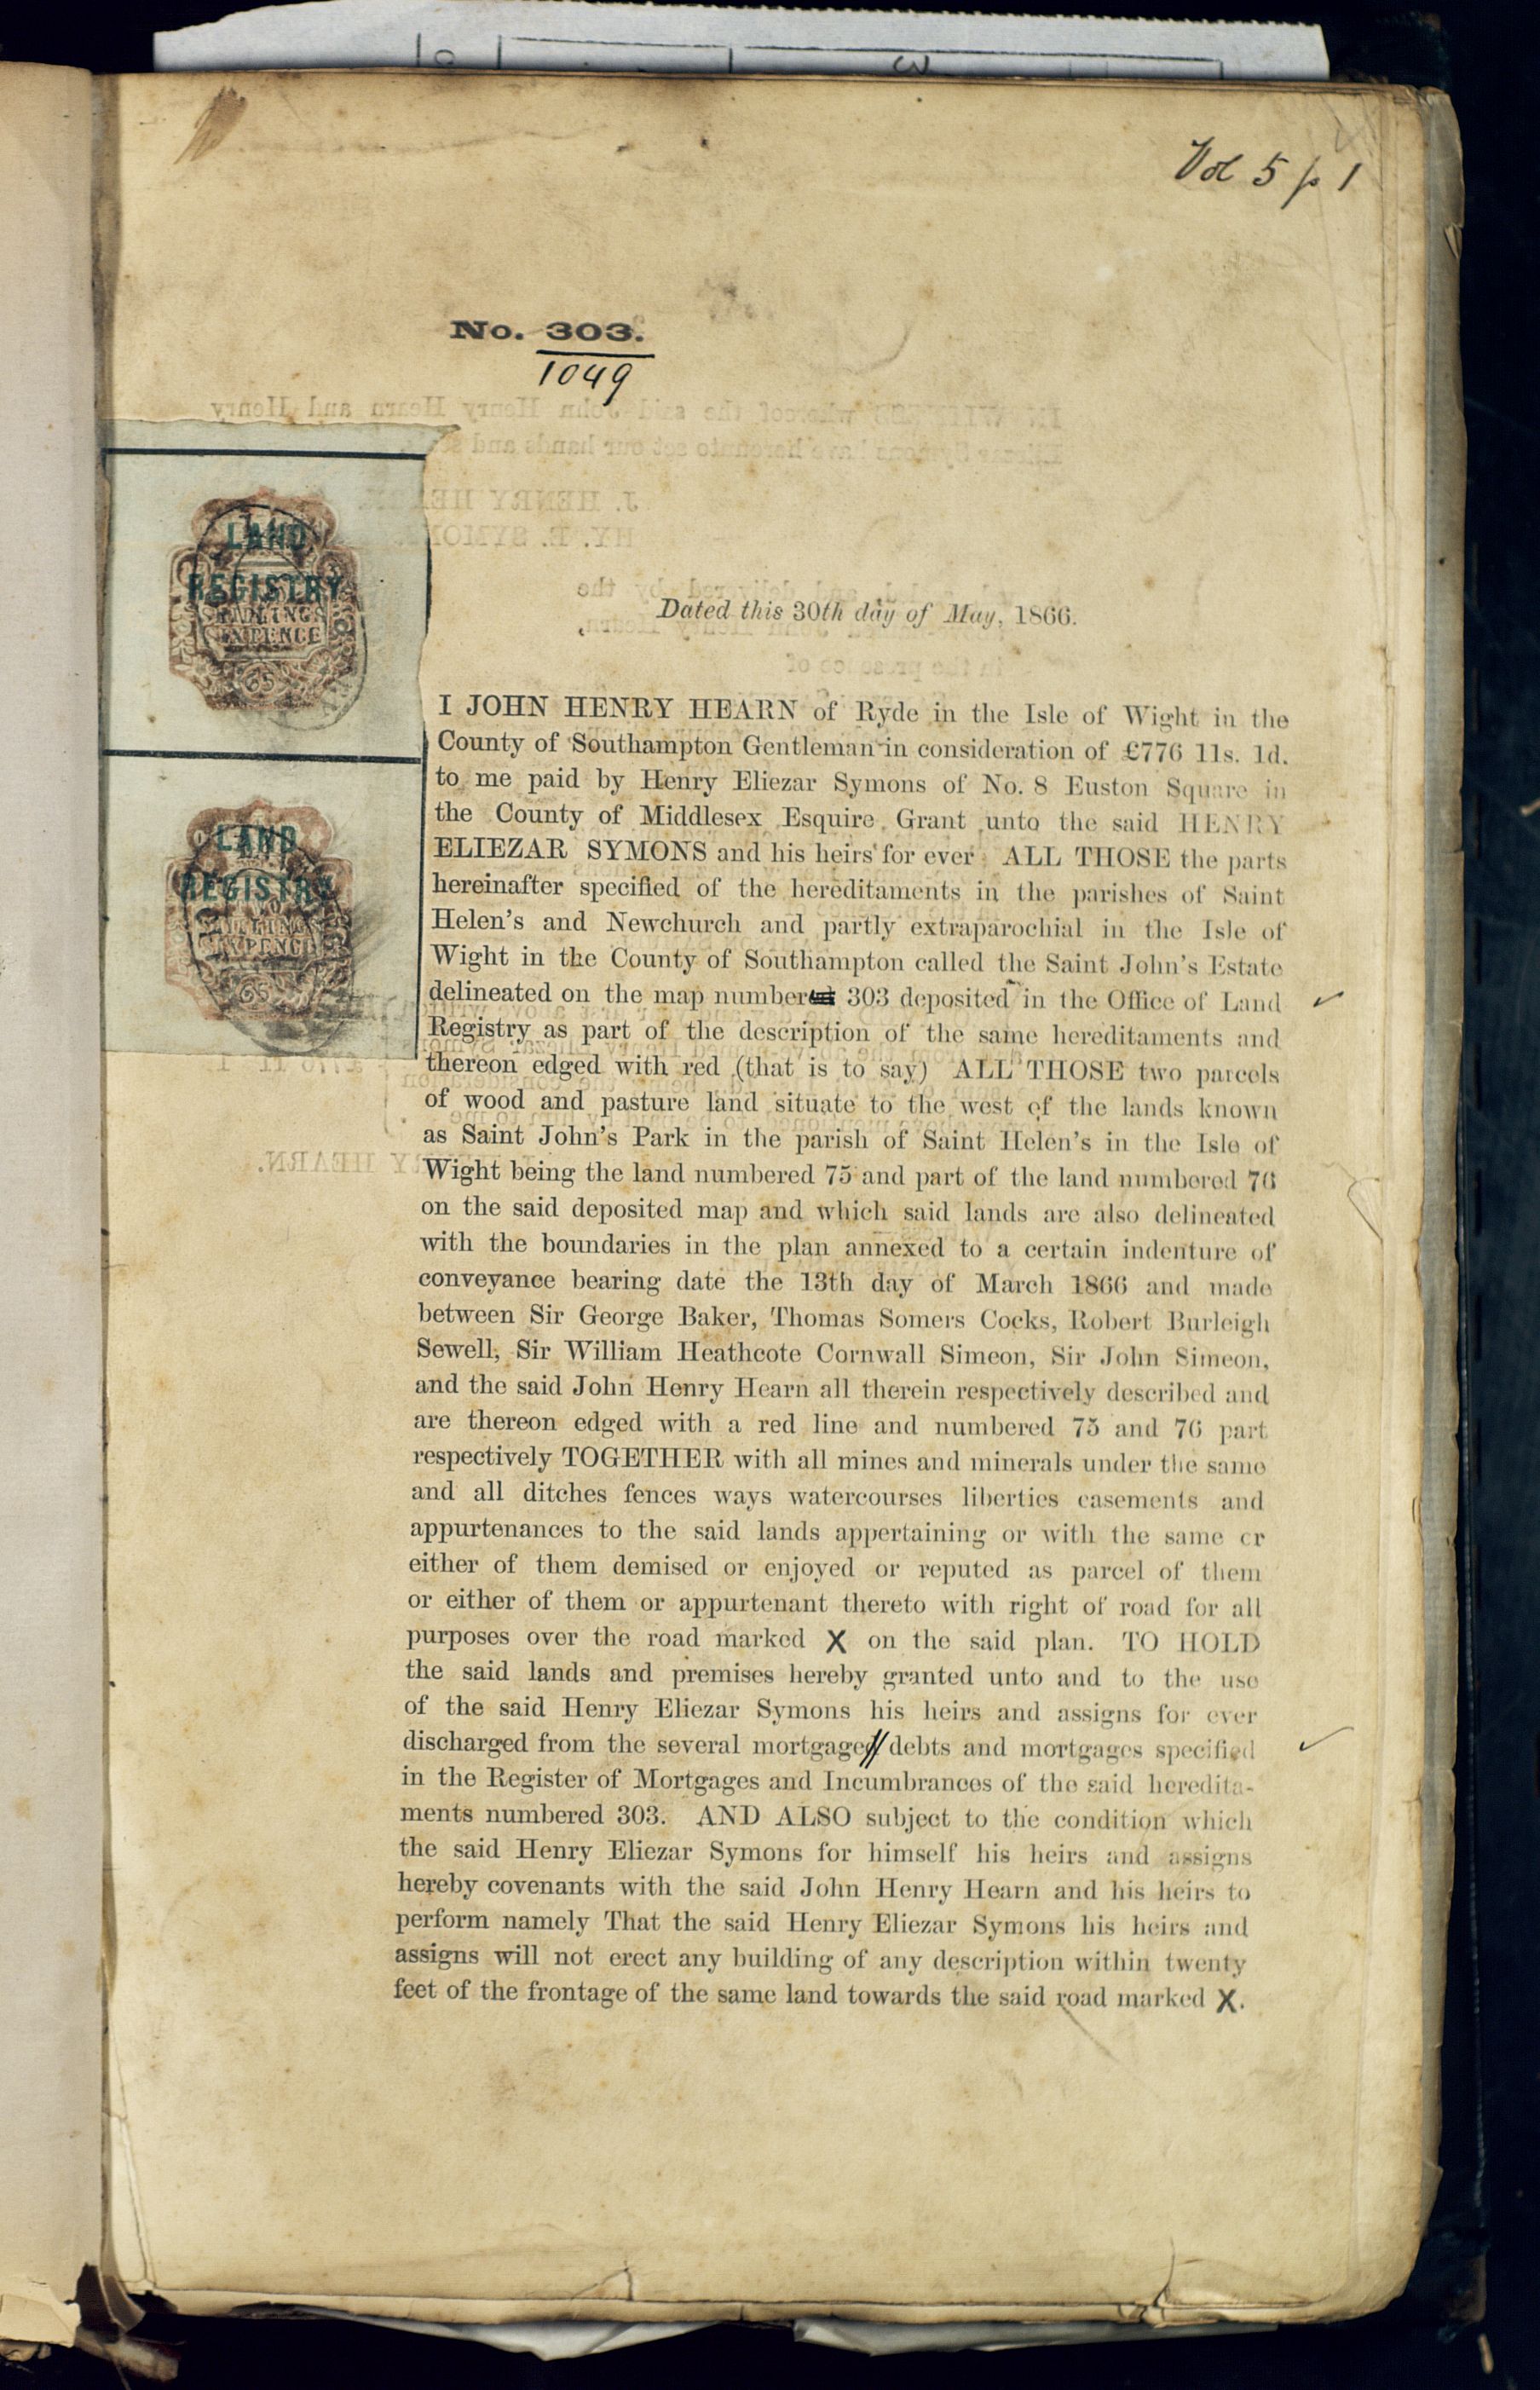 Vol 5 p 1
No. 303.
1049
LAND
REGISTRY
SHILLINGS
SIXPENCE
65
LAND
REGISTRY
SHILLINGS
SIXPENCE
65
Dated this 30th day of May, 1866.
I JOHN HENRY HEARN of Ryde in the Isle of Wight in the
County of Southampton Gentleman in consideration of £776 11s. 1d.
to me paid by Henry Eliezar Symons of No. 8 Euston Square in
the County of Middlesex Esquire Grant unto the said HENRY
ELIEZAR SYMONS and his heirs for ever ALL THOSE the parts
hereinafter specified of the hereditaments in the parishes of Saint
Helen's and Newchurch and partly extraparochial in the Isle of
Wight in the County of Southampton called the Saint John's Estate
delineated on the map number 303 deposited in the Office of Land
Registry as part of the description of the same hereditaments and
thereon edged with red (that is to say) ALL THOSE two parcels
of wood and pasture land situate to the west of the lands known
as Saint John's Park in the parish of Saint Helen's in the Isle of
Wight being the land numbered 75 and part of the land numbered 76
on the said deposited map and which said lands are also delineated
with the boundaries in the plan annexed to a certain indenture of
conveyance bearing date the 13th day of March 1866 and made
between Sir George Baker, Thomas Somers Cocks, Robert Burleigh
Sewell, Sir William Heathcote Cornwall Simeon, Sir John Simeon,
and the said John Henry Hearn all therein respectively described and
are thereon edged with a red line and numbered 75 and 76 part
respectively TOGETHER with all mines and minerals under the same
and all ditches fences ways watercourses liberties easements and
appurtenances to the said lands appertaining or with the same or
either of them demised or enjoyed or reputed as parcel of them
or either of them or appurtenant thereto with right of road for all
purposes over the road marked X on the said plan. TO HOLD
the said lands and premises hereby granted unto and to the use
of the said Henry Eliezar Symons his heirs and assigns for ever
discharged from the several mortgage debts and mortgages specified
in the Register of Mortgages and Incumbrances of the said heredita-
ments numbered 303. AND ALSO subject to the condition which
the said Henry Eliezar Symons for himself his heirs and assigns
hereby covenants with the said John Henry Hearn and his heirs to
perform namely That the said Henry Eliezar Symons his heirs and
assigns will not erect any building of any description within twenty
feet of the frontage of the same land towards the said road marked X.